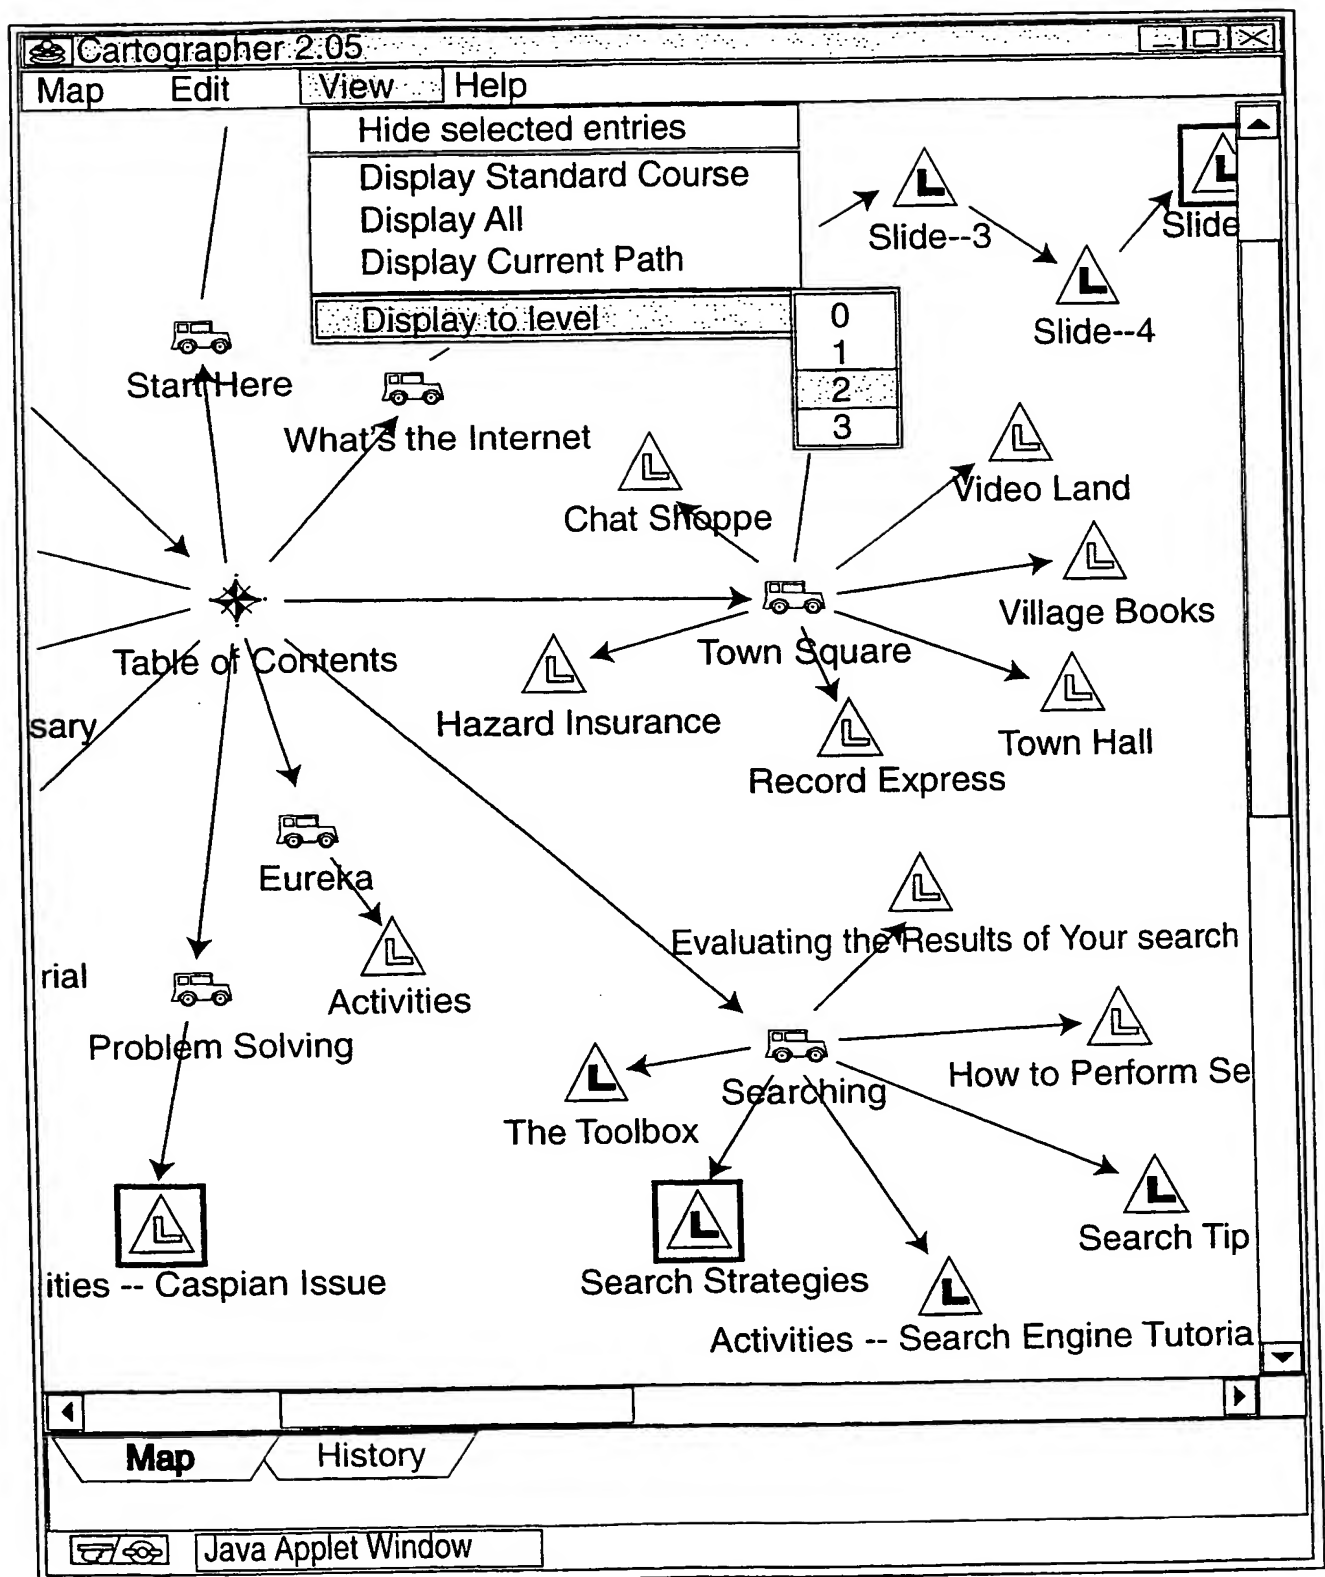 Cartographer 2.05
Map Edit View Help
Hide selected entries
Display Standard Course
Display All
Display Current Path
Display to level
0
1
2
3
Slide--3
Slide
Slide--4
Start Here
What's the Internet
Chat Shoppe
Video Land
Village Books
Table of Contents
Town Square
Hazard Insurance
Town Hall
sary
Record Express
Eureka
Evaluating the Results of Your search
rial
Activities
Problem Solving
Searching
How to Perform Se
The Toolbox
Search Tip
ities -- Caspian Issue
Search Strategies
Activities -- Search Engine Tutoria
Map History
Java Applet Window